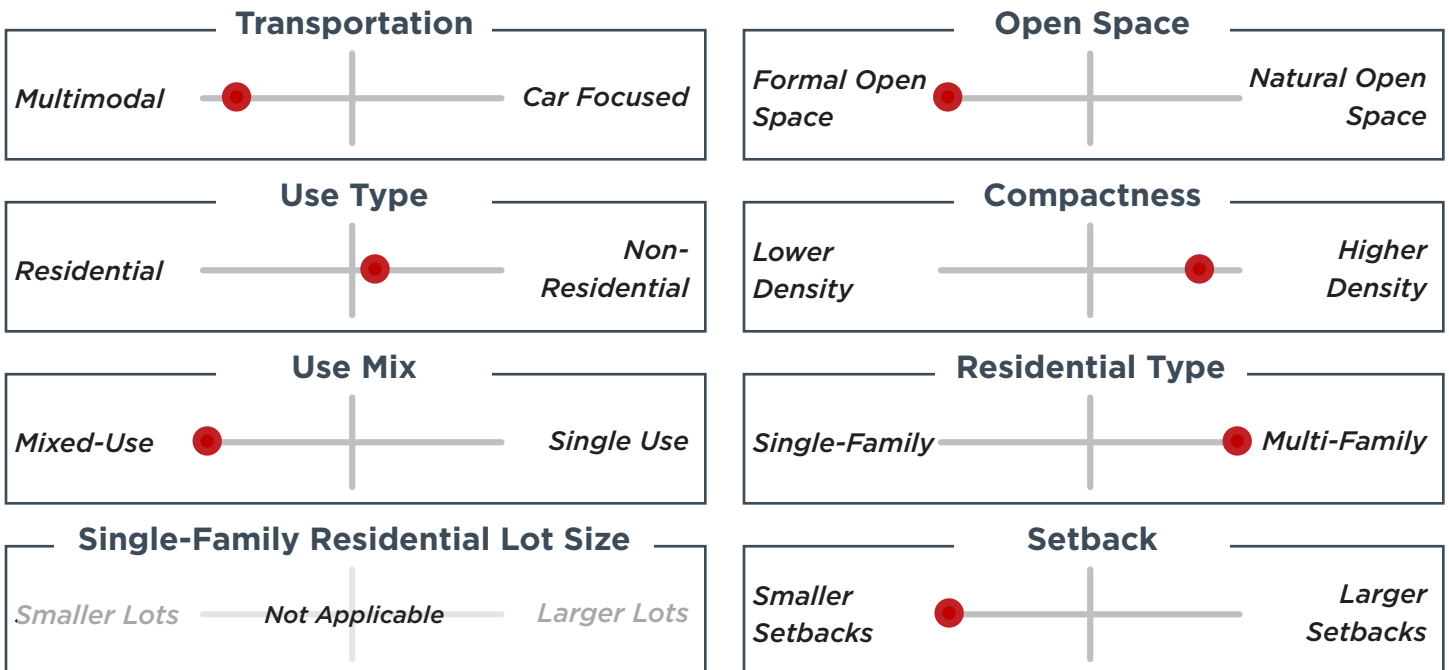 Transportation
Multimodal
Car Focused
Open Space
Formal Open
Space
Natural Open
Space
Use Type
Residential
Non-
Residential
Compactness
Lower
Density
Higher
Density
Use Mix
Mixed-Use
Single Use
Residential Type
Single-Family
Multi-Family
Single-Family Residential Lot Size
Smaller Lots
Not Applicable
Larger Lots
Setback
Smaller
Setbacks
Larger
Setbacks